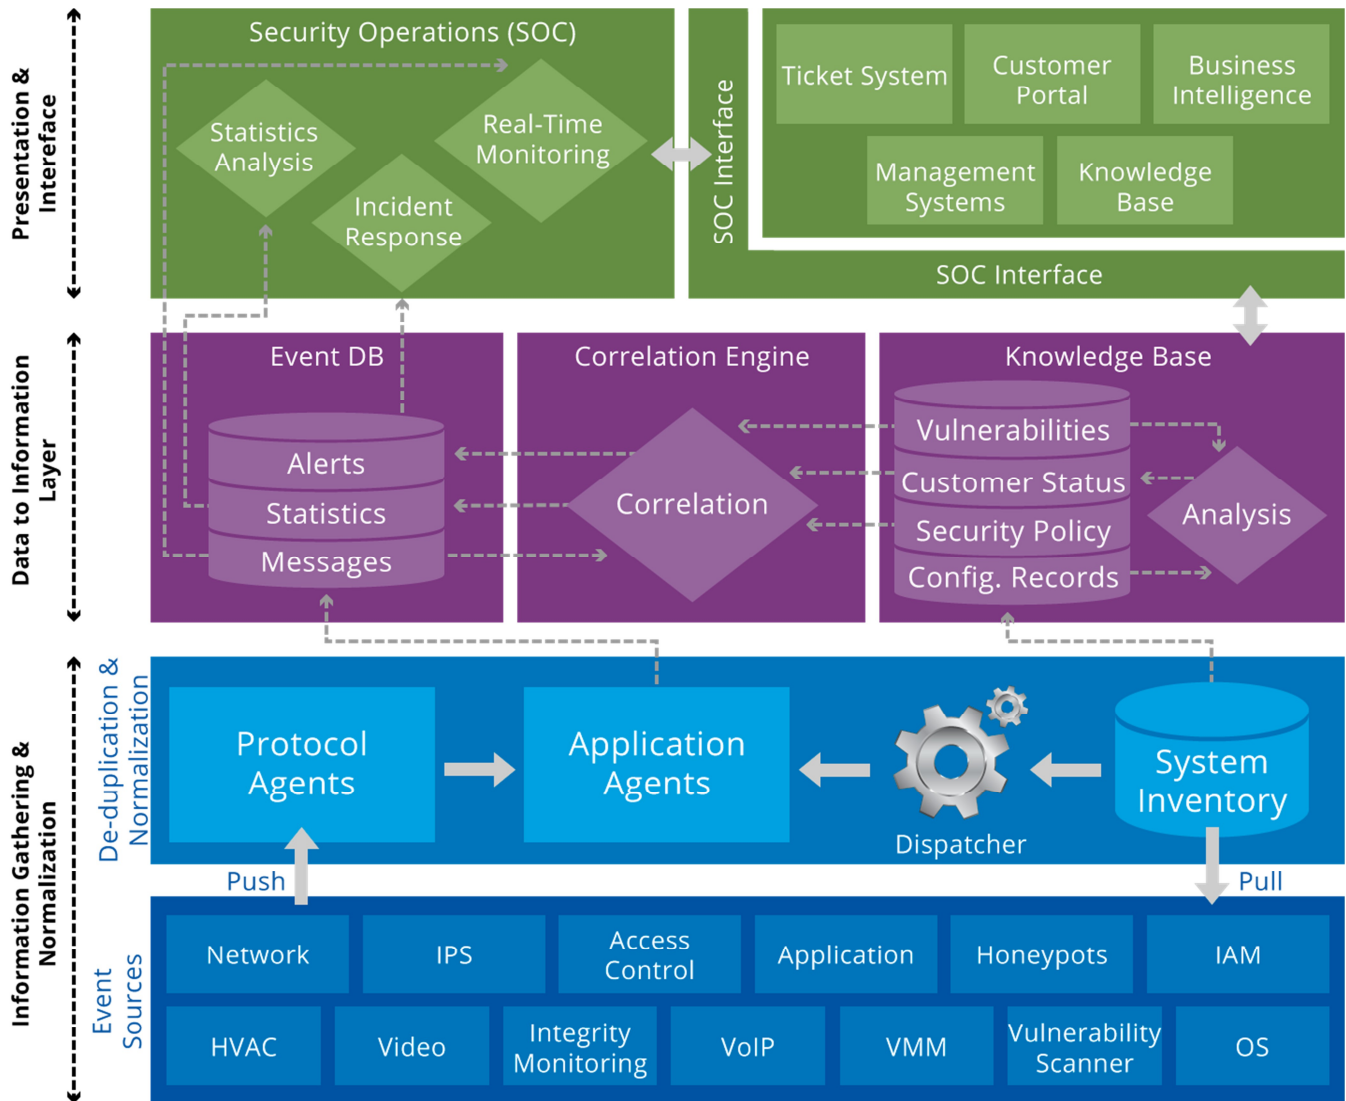 Presentation &
Intereface
Security Operations (SOC)
Statistics
Analysis
Real-Time
Monitoring
Incident
Response
SOC Interface
Ticket System
Customer
Portal
Business
Intelligence
Management
Systems
Knowledge
Base
SOC Interface
Data to Information
Layer
Event DB
Alerts
Statistics
Messages
Correlation Engine
Correlation
Knowledge Base
Vulnerabilities
Customer Status
Security Policy
Config. Records
Analysis
Information Gathering &
Normalization
De-duplication &
Normalization
Protocol
Agents
Application
Agents
Dispatcher
System
Inventory
Push
Pull
Event
Sources
Network
IPS
Access
Control
Application
Honeypots
IAM
HVAC
Video
Integrity
Monitoring
VoIP
VMM
Vulnerability
Scanner
OS